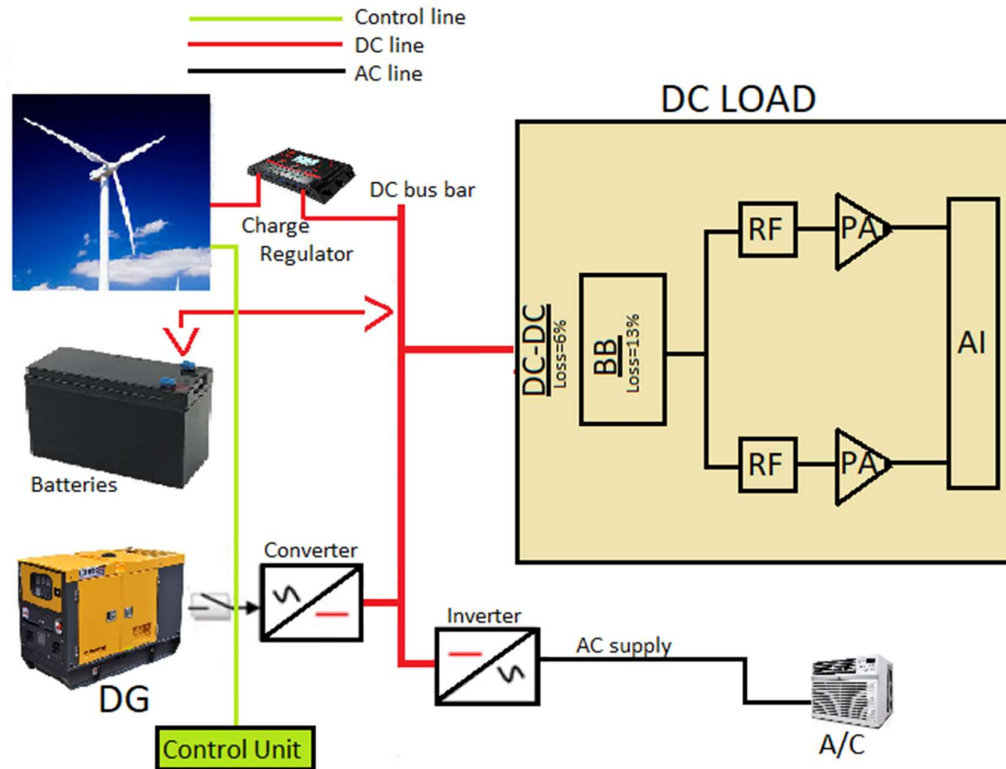 Control line
DC line
AC line
DC LOAD
DC bus bar
Charge
Regulator
DC-DC
Loss=6%
BB
Loss=13%
RF
PA
RF
PA
AI
Batteries
Converter
Inverter
AC supply
DG
A/C
Control Unit